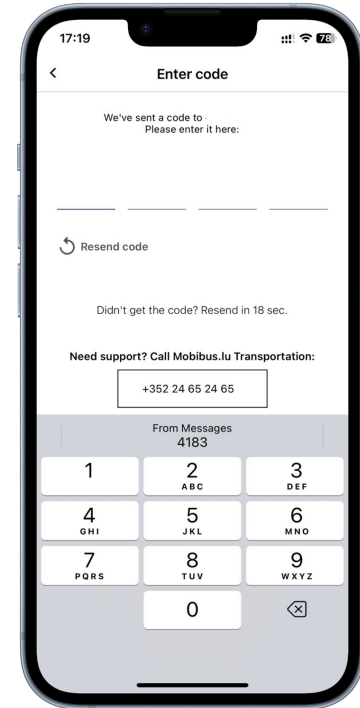 17:19
78
Enter code
We've sent a code to
Please enter it here:
Resend code
Didn't get the code? Resend in 18 sec.
Need support? Call Mobibus.lu Transportation:
+352 24 65 24 65
From Messages
4183
1
2
ABC
3
DEF
4
GHI
5
JKL
6
MNO
7
PQRS
8
TUV
9
WXYZ
0